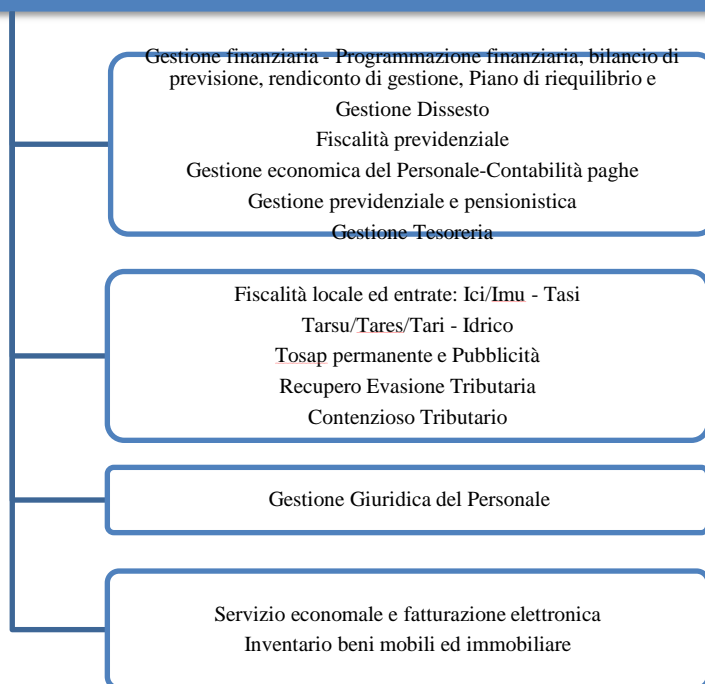 Gestione finanziaria - Programmazione finanziaria, bilancio di
previsione, rendiconto di gestione, Piano di riequilibrio e
Gestione Dissesto
Fiscalità previdenziale
Gestione economica del Personale-Contabilità paghe
Gestione previdenziale e pensionistica
Gestione Tesoreria
Fiscalità locale ed entrate: Ici/Imu - Tasi
Tarsu/Tares/Tari - Idrico
Tosap permanente e Pubblicità
Recupero Evasione Tributaria
Contenzioso Tributario
Gestione Giuridica del Personale
Servizio economale e fatturazione elettronica
Inventario beni mobili ed immobiliare